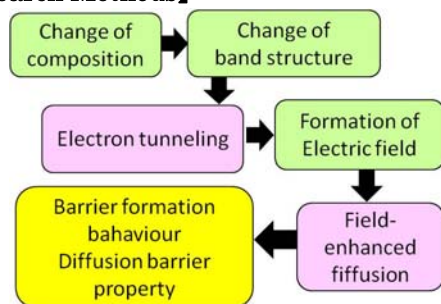 Change of
composition
Change of
band structure
Electron tunneling
Formation of
Electric field
Field-
enhanced
fiffusion
Barrier formation
bahaviour
Diffusion barrier
property